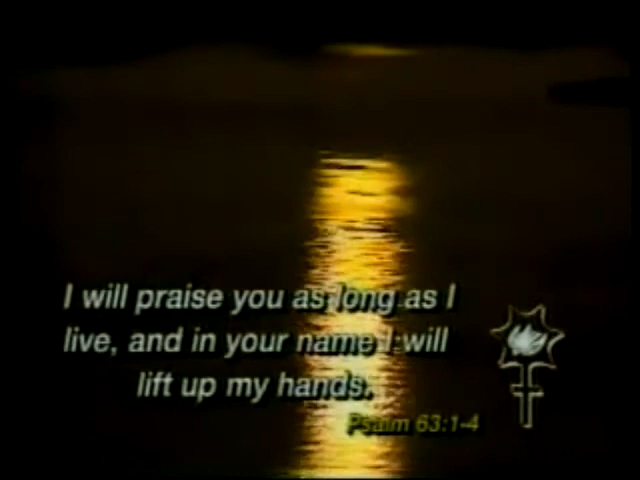 I will praise you as long as I
live, and in your name I will
lift up my hands.
Psalm 63:1-4